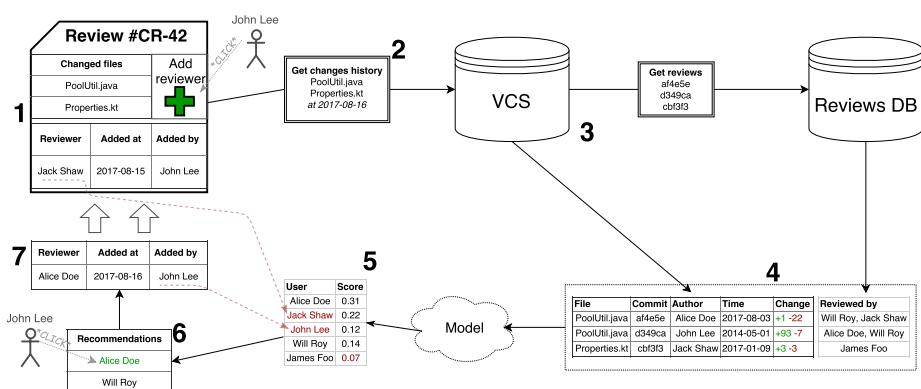 John Lee
*CLICK*
1
Review #CR-42
Changed files
PoolUtil.java
Properties.kt
Add
reviewer
Reviewer Added at Added by
Jack Shaw 2017-08-15 John Lee
2
Get changes history
PoolUtil.java
Properties.kt
at 2017-08-16
VCS
3
Get reviews
af4e5e
d349ca
cbf3f3
Reviews DB
4
File Commit Author Time Change Reviewed by
PoolUtil.java af4e5e Alice Doe 2017-08-03 +1 -22 Will Roy, Jack Shaw
PoolUtil.java d349ca John Lee 2014-05-01 +93 -7 Alice Doe, Will Roy
Properties.kt cbf3f3 Jack Shaw 2017-01-09 +3 -3 James Foo
Model
5
User Score
Alice Doe 0.31
Jack Shaw 0.22
John Lee 0.12
Will Roy 0.14
James Foo 0.07
6
John Lee
*CLICK*
Recommendations
Alice Doe
Will Roy
7
Reviewer Added at Added by
Alice Doe 2017-08-16 John Lee